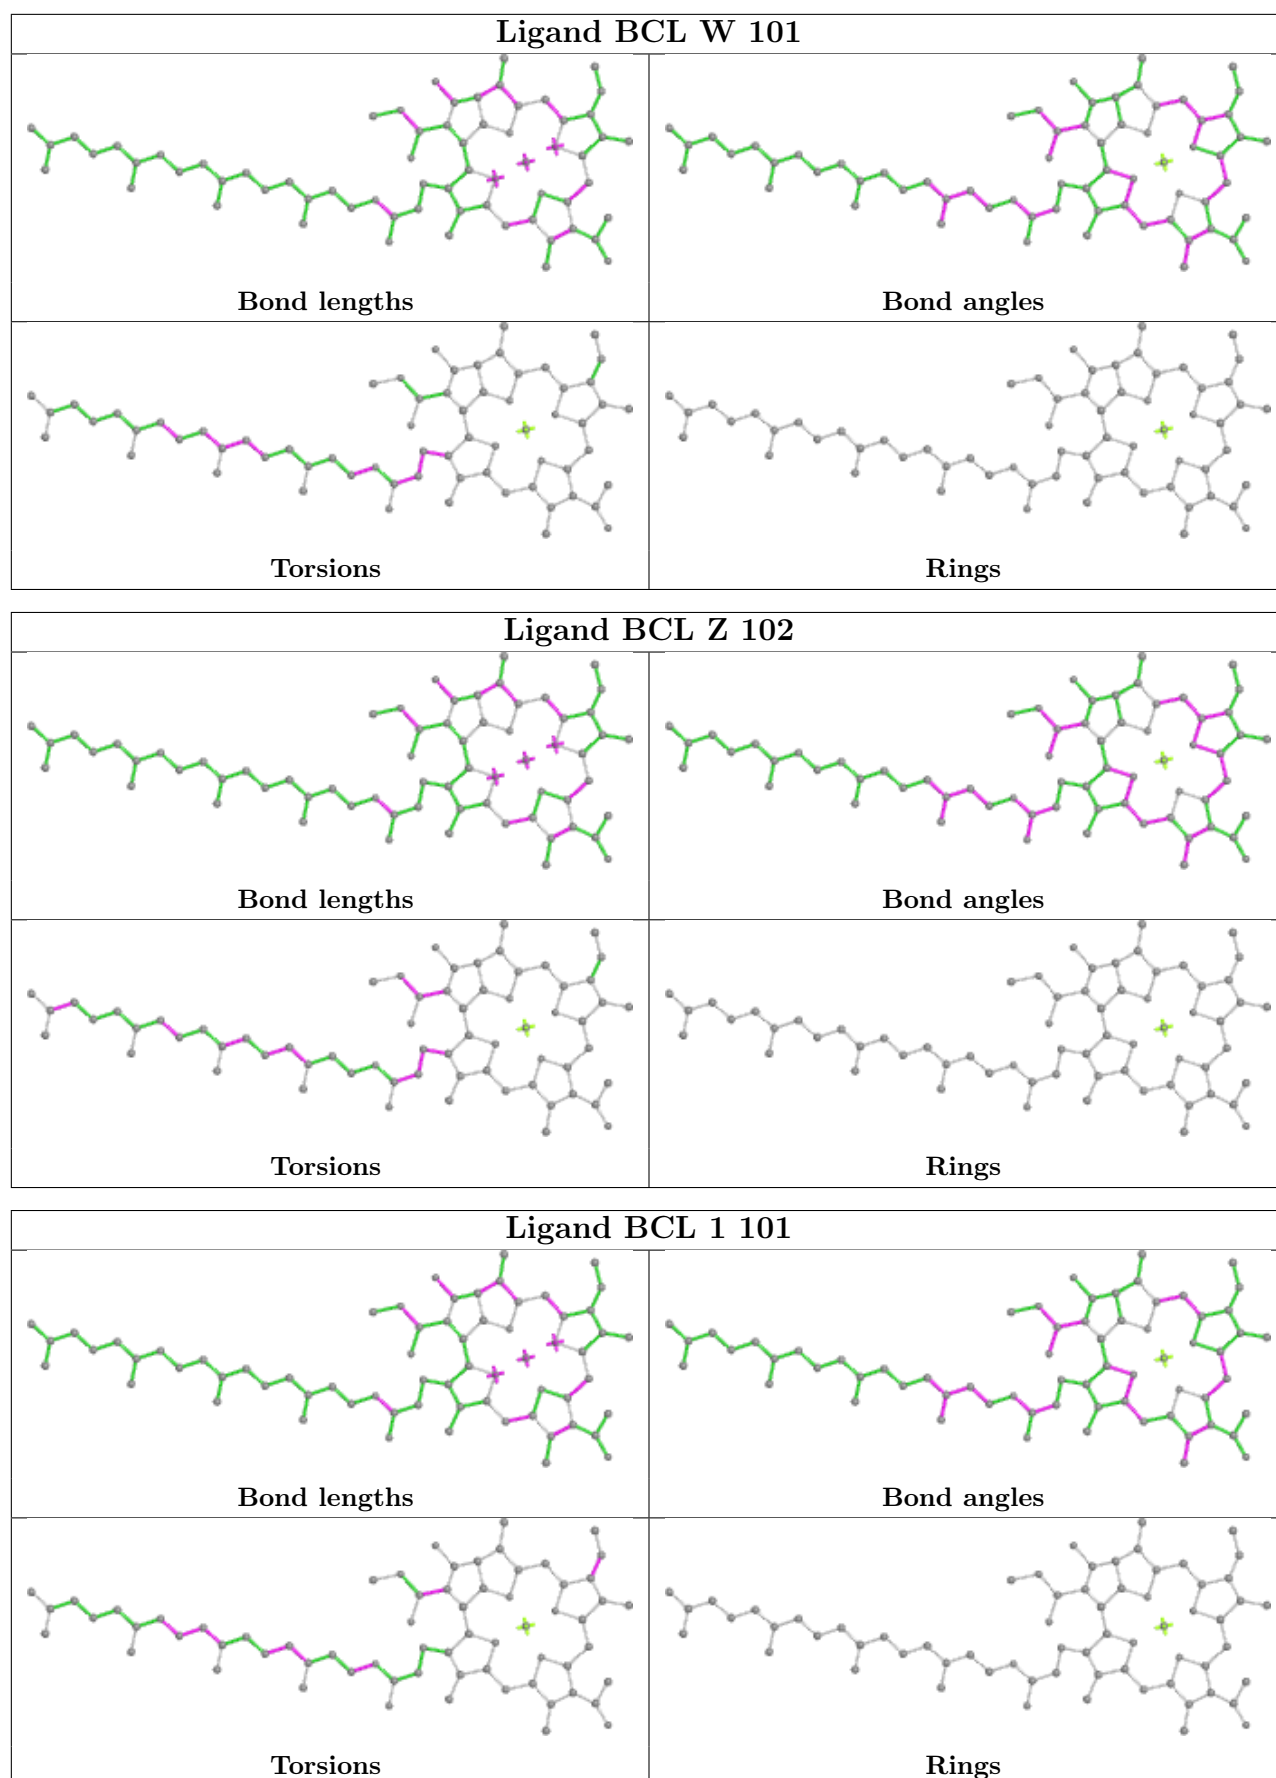 Ligand BCL W 101
Bond lengths
Bond angles
Torsions
Rings
Ligand BCL Z 102
Bond lengths
Bond angles
Torsions
Rings
Ligand BCL 1 101
Bond lengths
Bond angles
Torsions
Rings